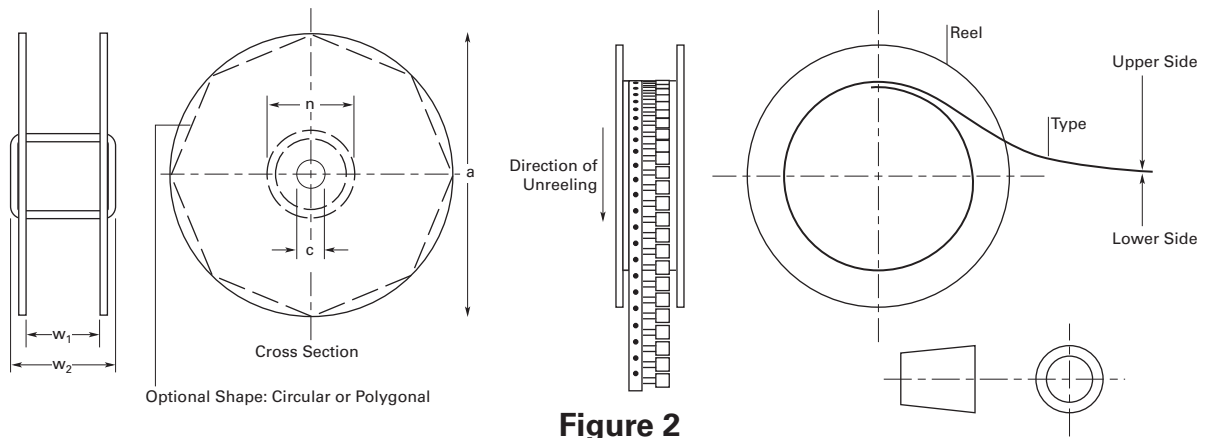 n
a
c
w₁
w₂
Cross Section
Optional Shape: Circular or Polygonal
Direction of
Unreeling
Reel
Type
Upper Side
Lower Side
Figure 2